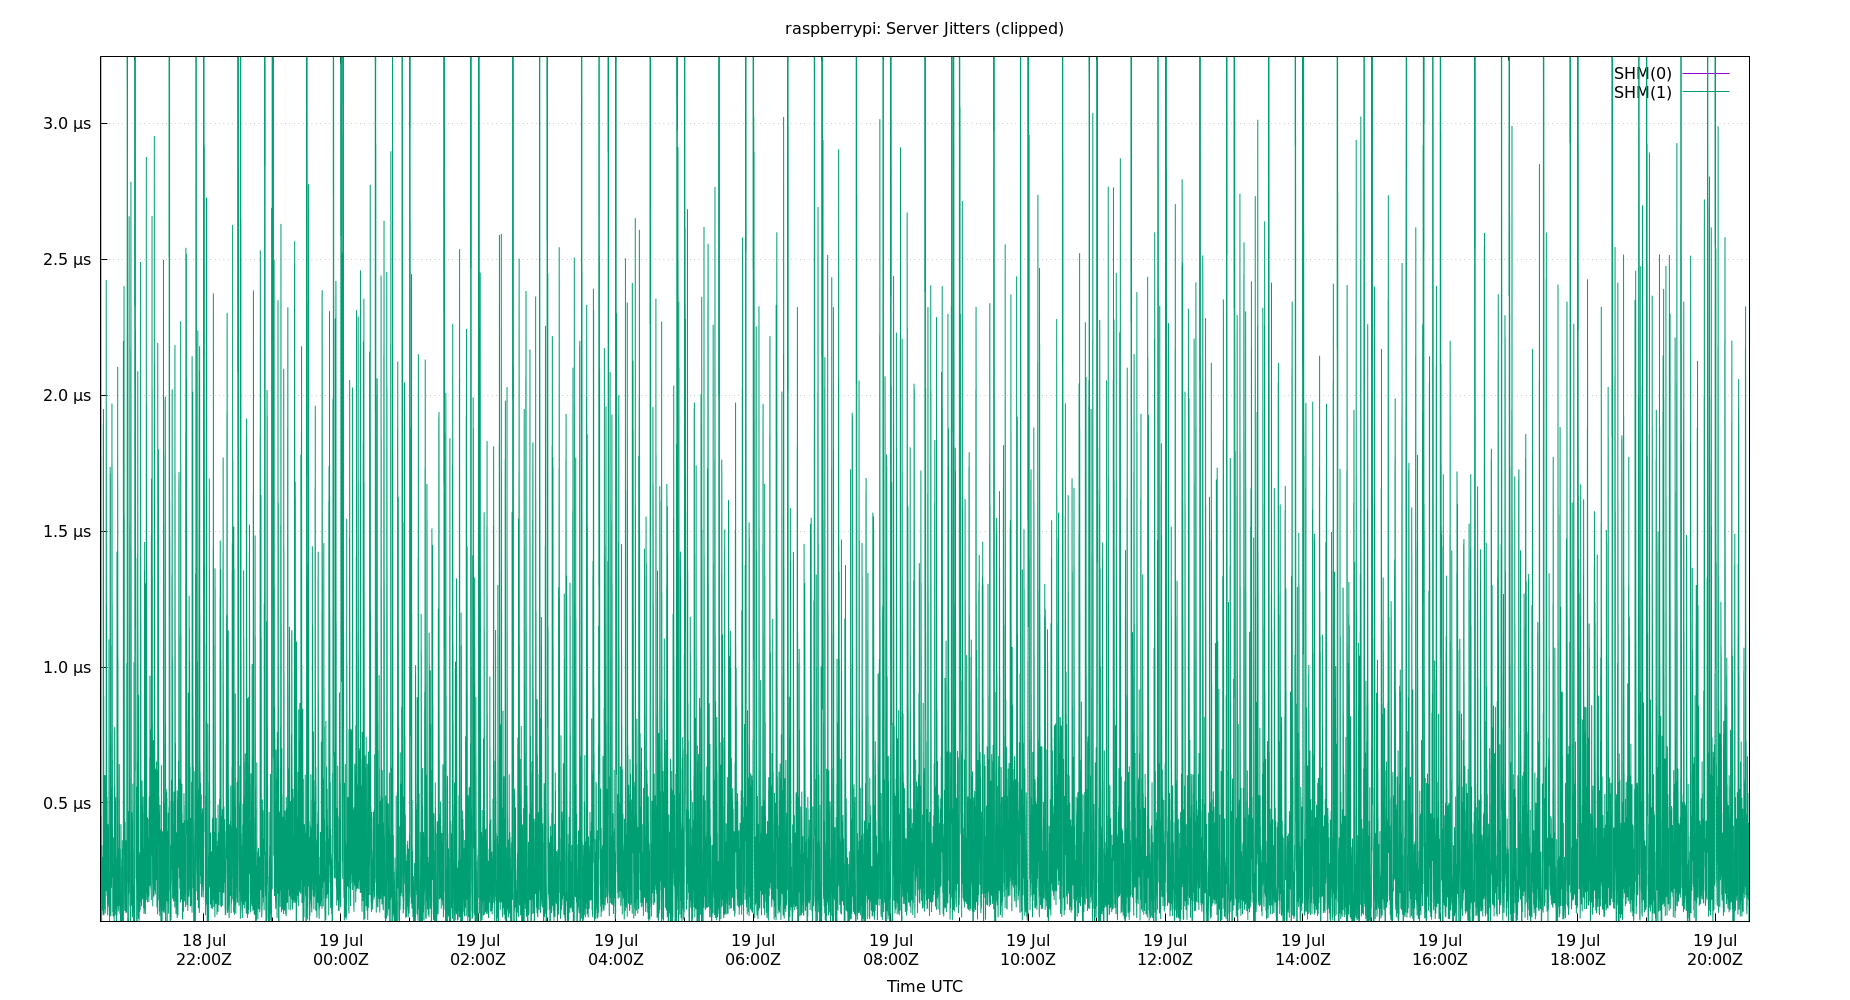 raspberrypi: Server Jitters (clipped)
SHM(0)
SHM(1)
3.0 µs
2.5 µs
2.0 µs
1.5 µs
1.0 µs
0.5 µs
18 Jul 19 Jul 19 Jul 19 Jul 19 Jul 19 Jul 19 Jul 19 Jul 19 Jul 19 Jul 19 Jul 19 Jul
22:00Z 00:00Z 02:00Z 04:00Z 06:00Z 08:00Z 10:00Z 12:00Z 14:00Z 16:00Z 18:00Z 20:00Z
Time UTC